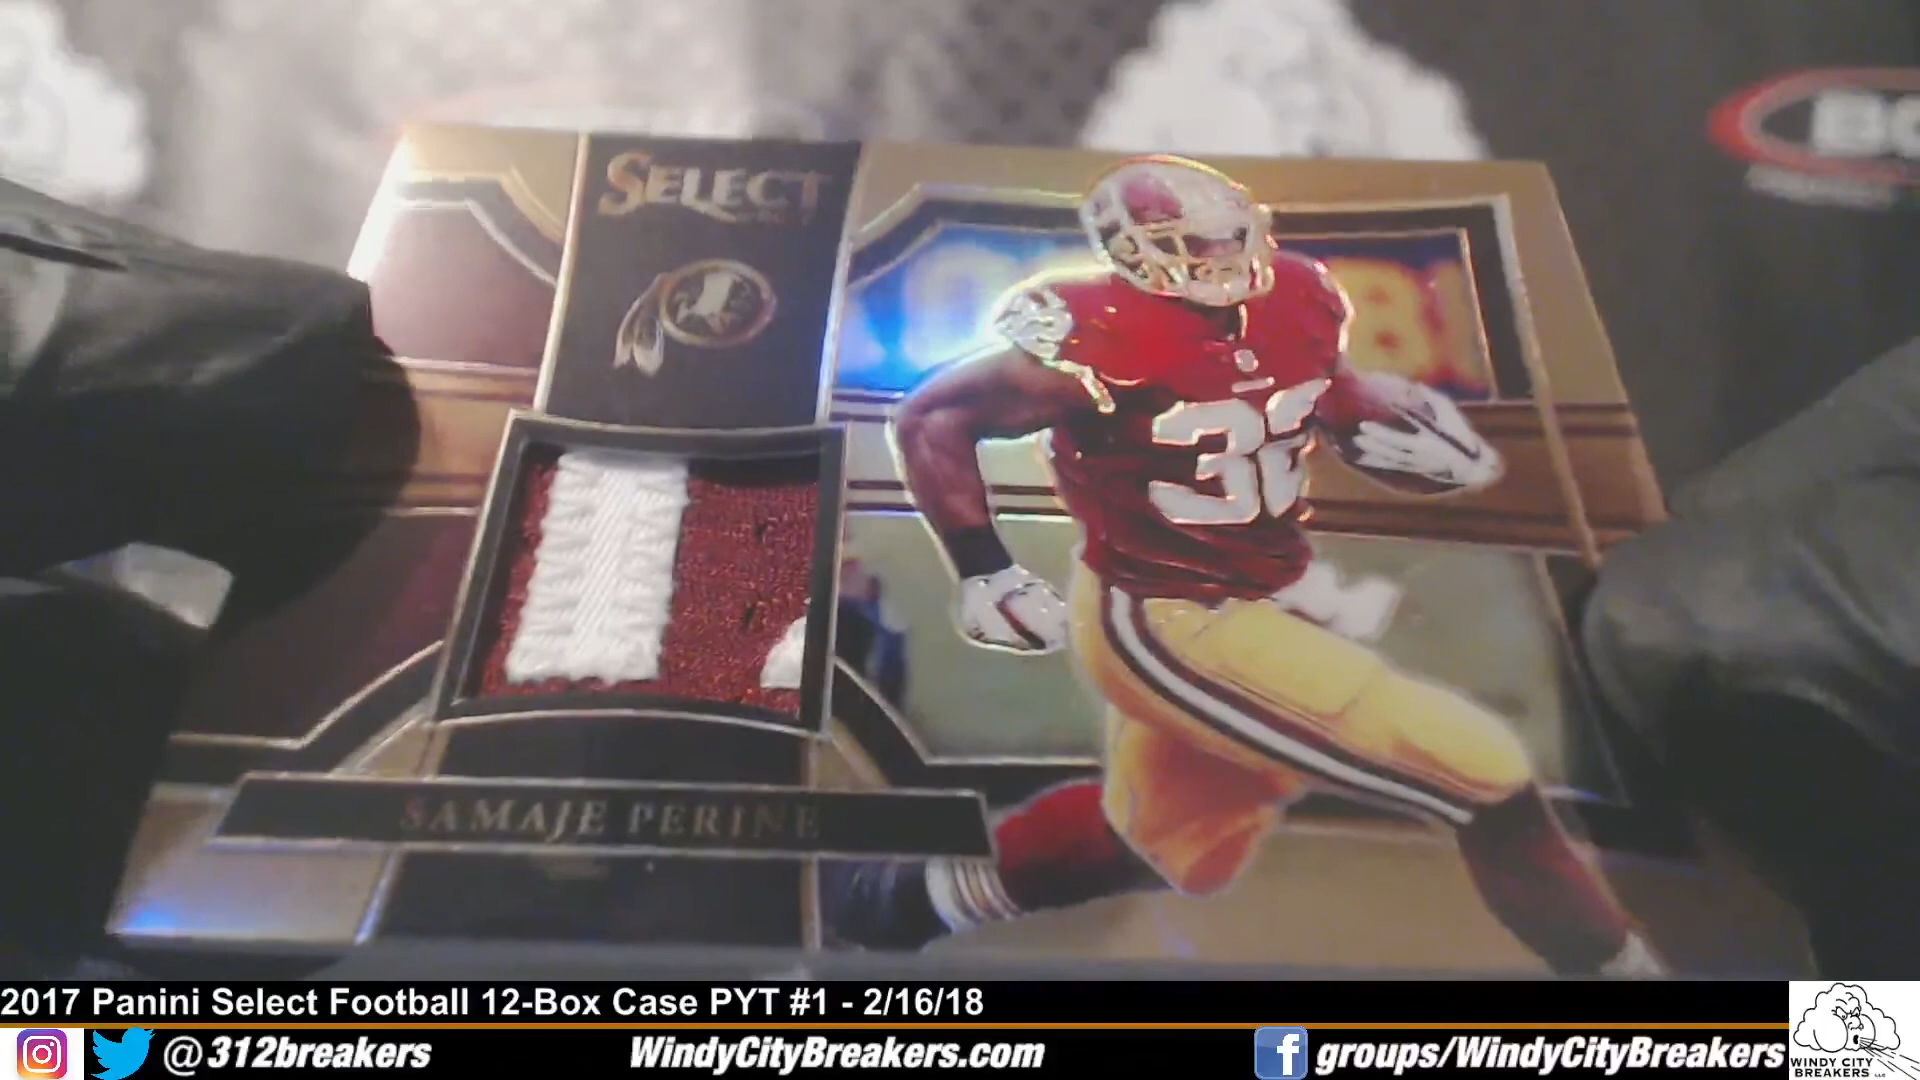 SELECT
32
SAMAJE PERINE
2017 Panini Select Football 12-Box Case PYT #1 - 2/16/18
@312breakers
WindyCityBreakers.com
groups/WindyCityBreakers
WINDY CITY
BREAKERS LLC